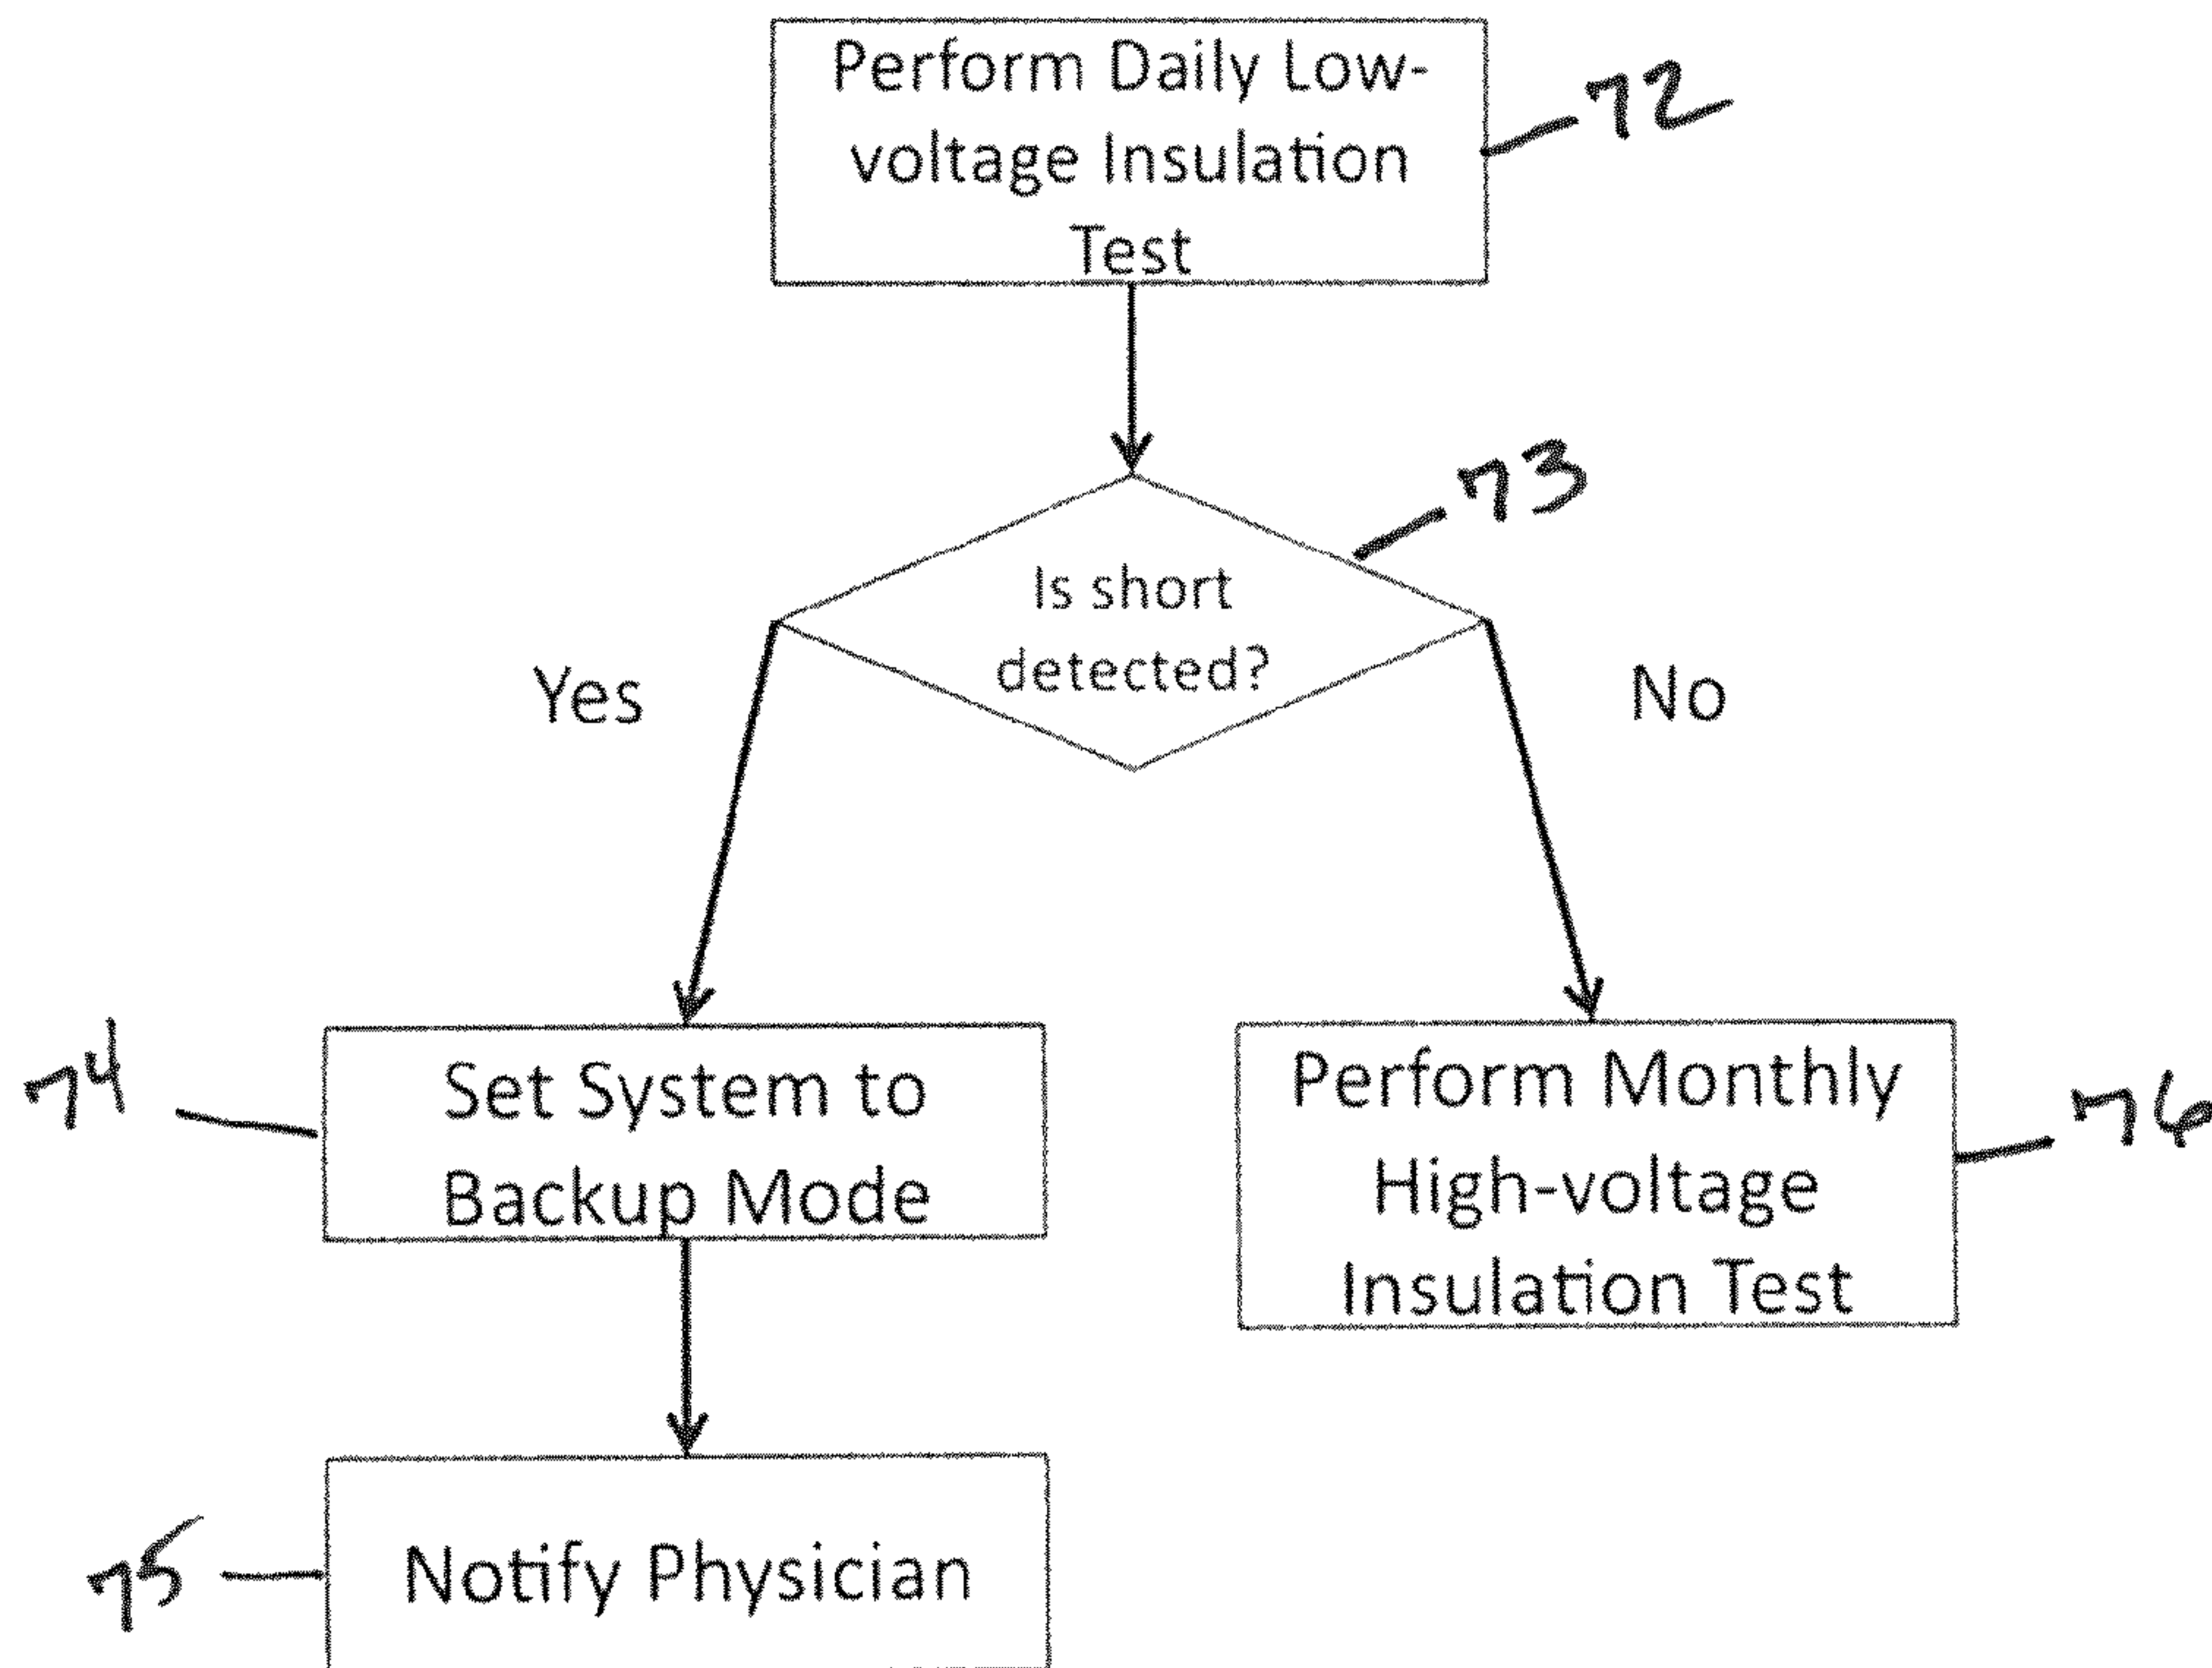 Perform Daily Low-
voltage Insulation
Test
72
73
Is short
detected?
Yes
No
74
Set System to
Backup Mode
Perform Monthly
High-voltage
Insulation Test
76
75
Notify Physician